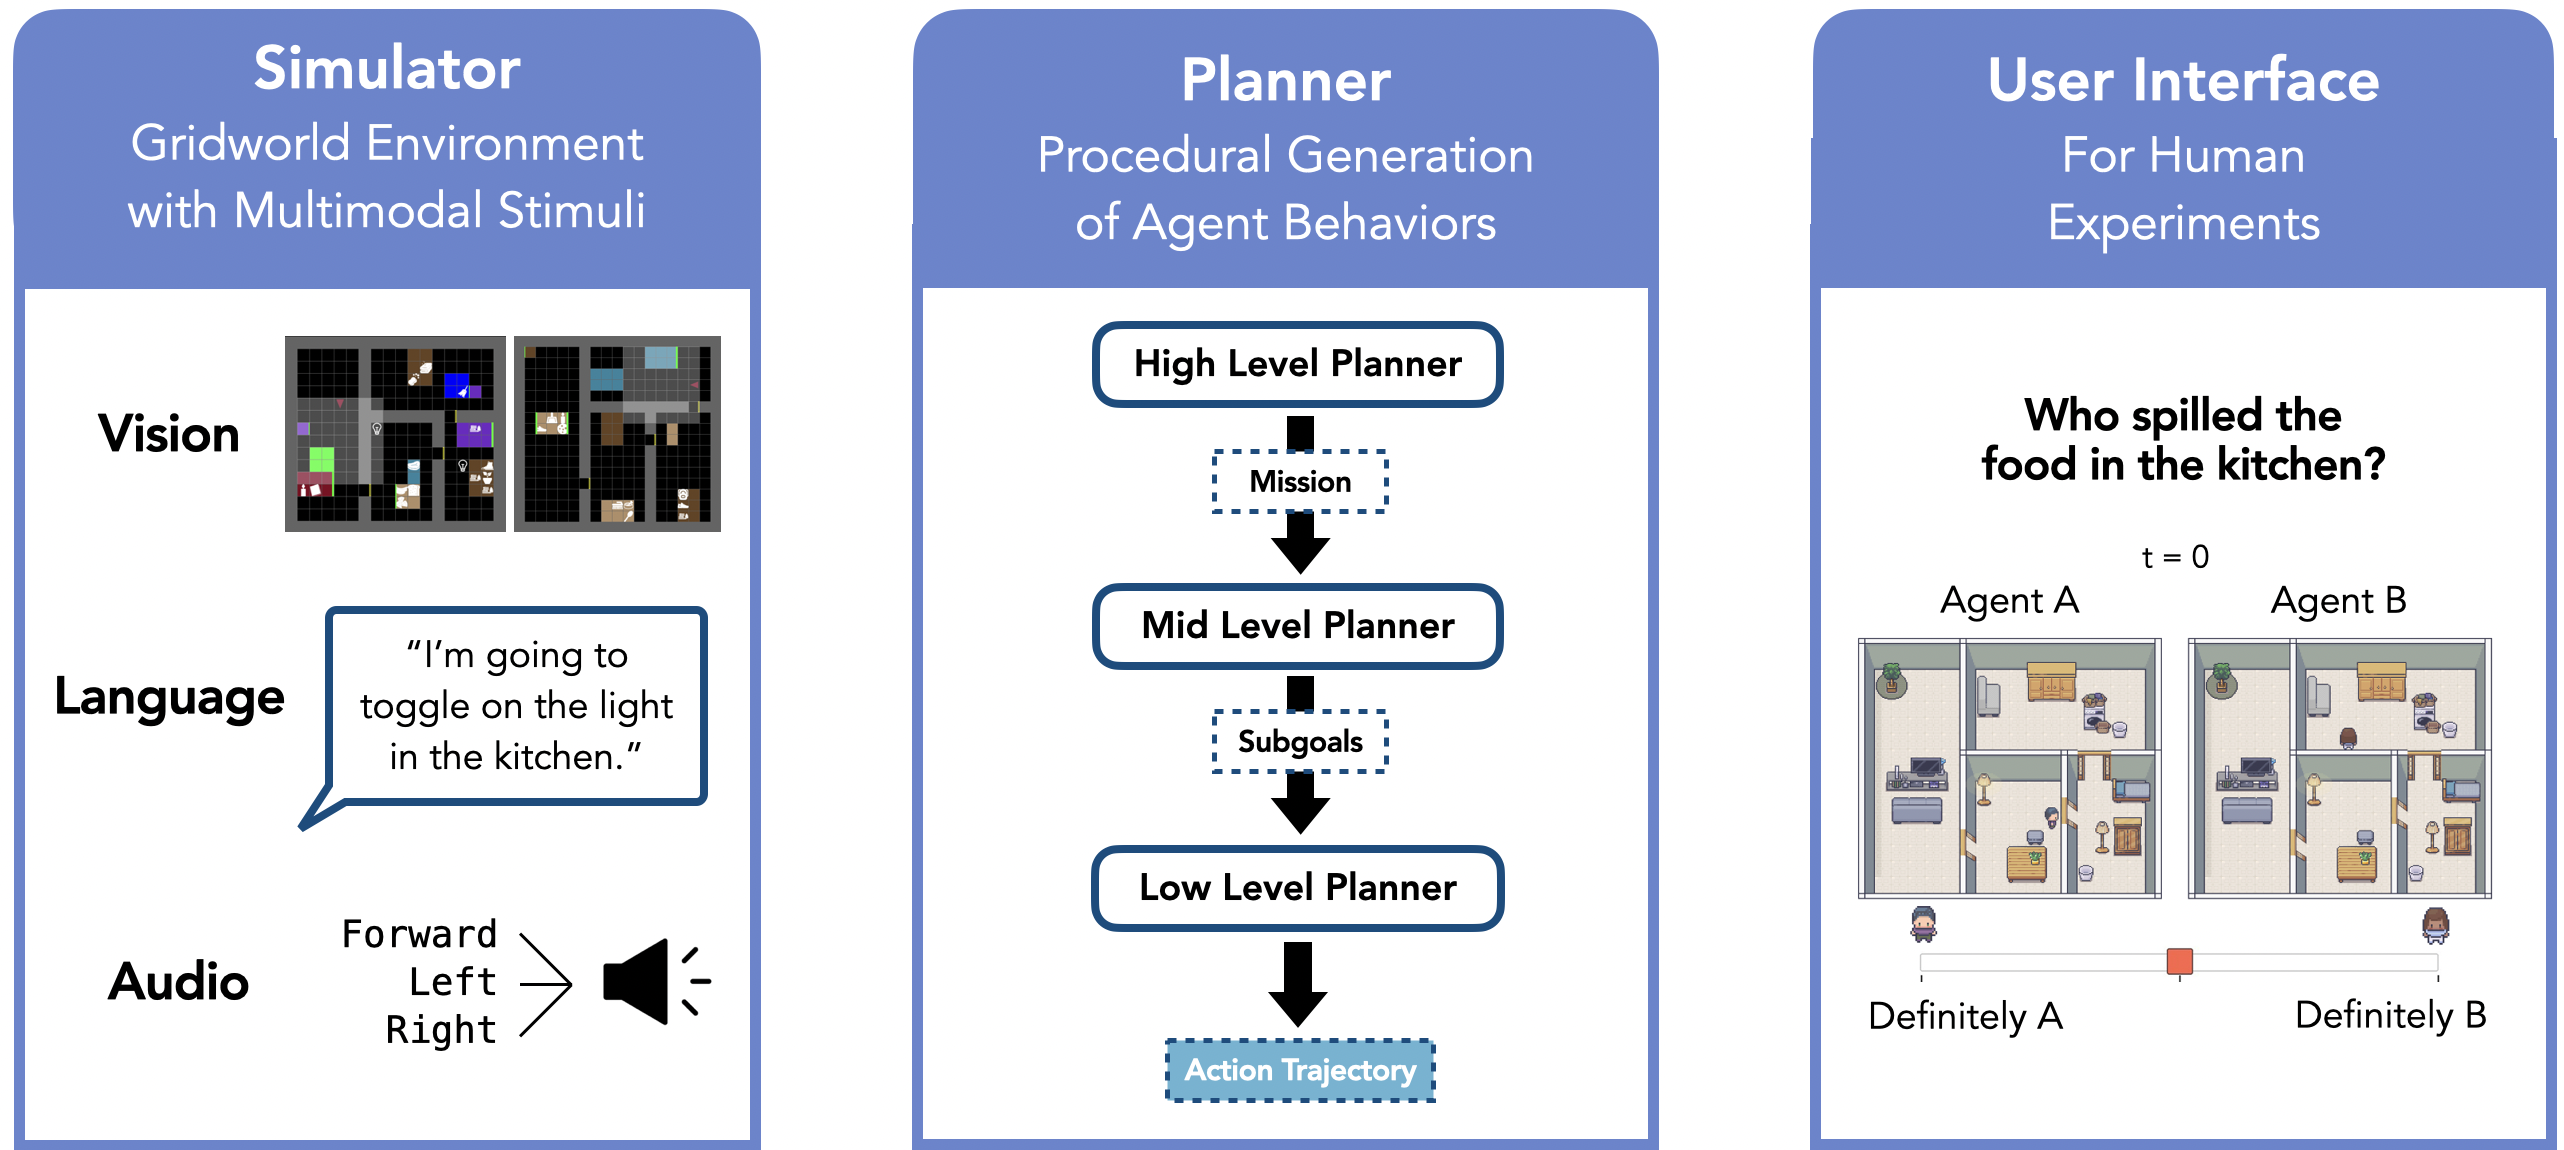 Simulator
Gridworld Environment
with Multimodal Stimuli
Vision
Language
“I’m going to
toggle on the light
in the kitchen.”
Audio
Forward
Left
Right
Planner
Procedural Generation
of Agent Behaviors
High Level Planner
Mission
Mid Level Planner
Subgoals
Low Level Planner
Action Trajectory
User Interface
For Human
Experiments
Who spilled the
food in the kitchen?
t = 0
Agent A
Agent B
Definitely A
Definitely B